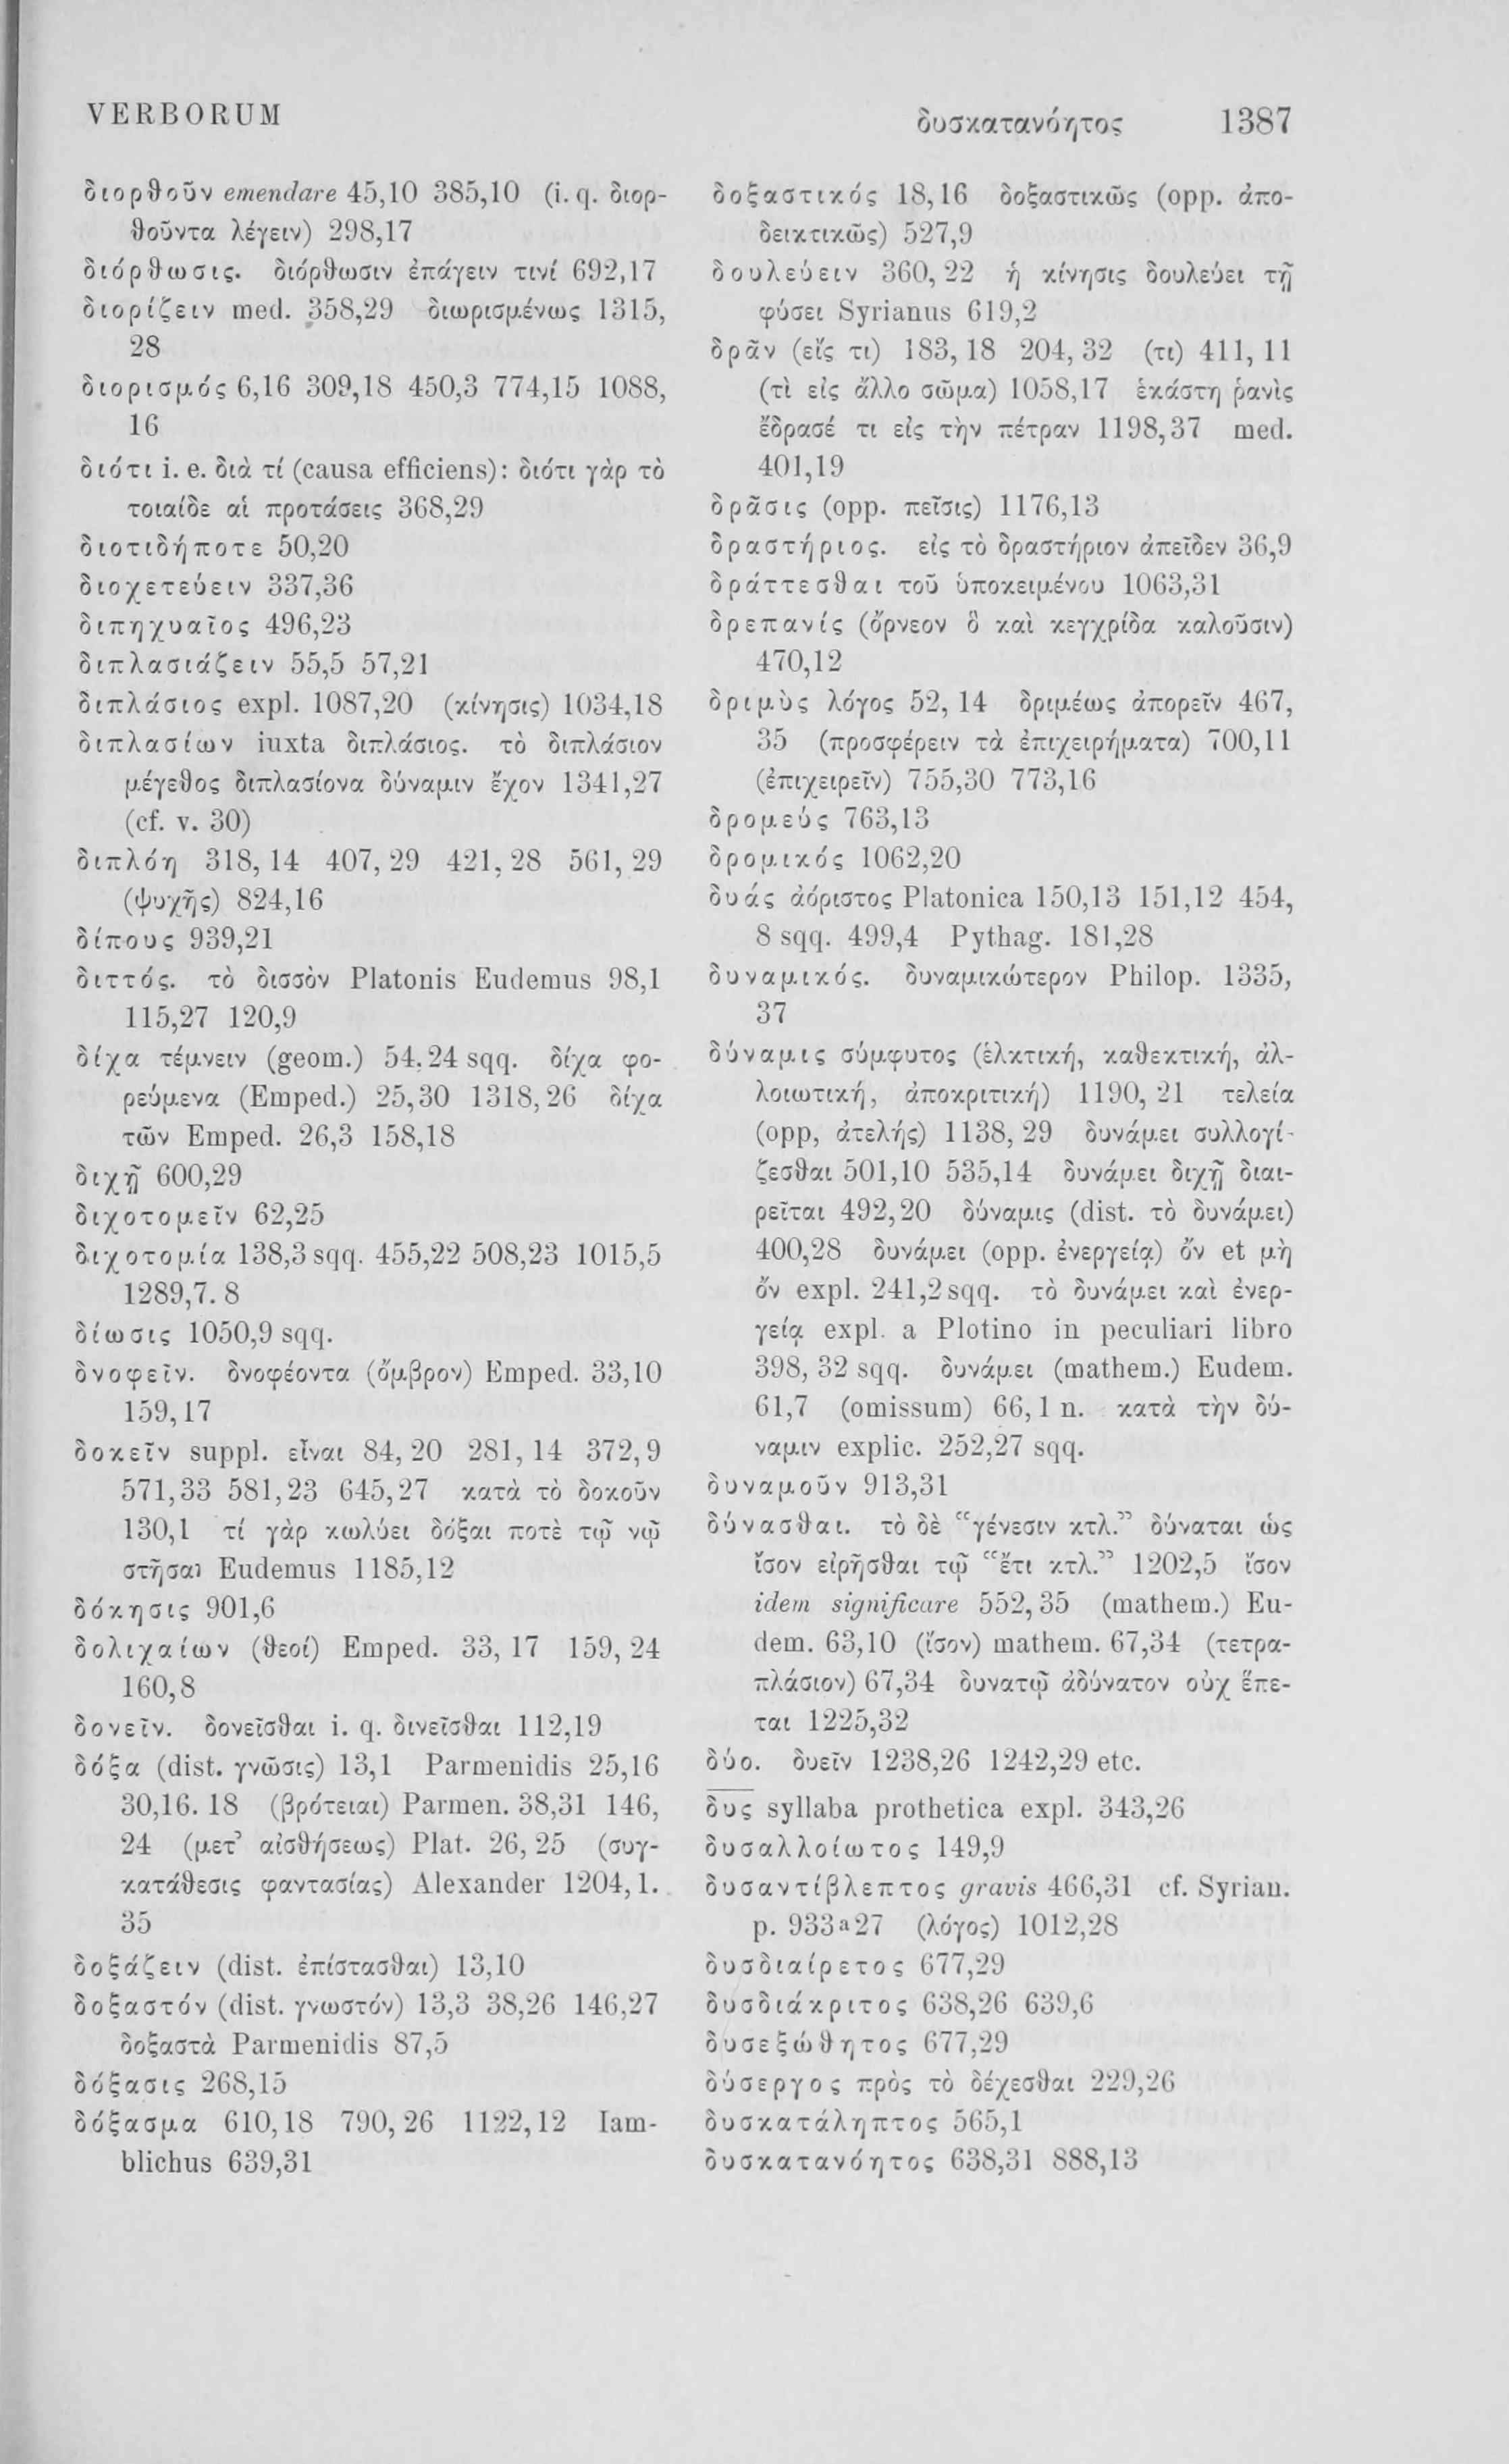 VERBORUM
δυσκατανόητος 1387
διορθοῦν emendare 45,10 385,10 (i. q. διορ-
θοῦντα λέγειν) 298,17
διόρθωσις. διόρθωσιν ἐπάγειν τινί 692,17
διορίζειν med. 358,29 διωρισμένως 1315,
28
διορισμός 6,16 309,18 450,3 774,15 1088,
16
διότι i. e. διὰ τί (causa efficiens): διότι γὰρ τὸ
τοιαίδε αἱ προτάσεις 368,29
διοτιδήποτε 50,20
διοχετεύειν 337,36
διπηχυαῖος 496,23
διπλασιάζειν 55,5 57,21
διπλάσιος expl. 1087,20 (κίνησις) 1034,18
διπλασίων iuxta διπλάσιος. τὸ διπλάσιον
μέγεθος διπλασίονα δύναμιν ἔχον 1341,27
(cf. v. 30)
διπλόη 318,14 407,29 421,28 561,29
(ψυχῆς) 824,16
δίπους 939,21
διττός. τὸ δισσὸν Platonis Eudemus 98,1
115,27 120,9
δίχα τέμνειν (geom.) 54,24 sqq. δίχα φο-
ρεύμενα (Emped.) 25,30 1318,26 δίχα
τῶν Emped. 26,3 158,18
διχῇ 600,29
διχοτομεῖν 62,25
διχοτομία 138,3 sqq. 455,22 508,23 1015,5
1289,7. 8
δίωσις 1050,9 sqq.
δνοφεῖν. δνοφέοντα (ὄμβρον) Emped. 33,10
159,17
δοκεῖν suppl. εἶναι 84,20 281,14 372,9
571,33 581,23 645,27 κατὰ τὸ δοκοῦν
130,1 τί γὰρ κωλύει δόξαι ποτὲ τῷ νῷ
στῆσαι Eudemus 1185,12
δόκησις 901,6
δολιχαίων (θεοί) Emped. 33,17 159,24
160,8
δονεῖν. δονεῖσθαι i. q. δινεῖσθαι 112,19
δόξα (dist. γνῶσις) 13,1 Parmenidis 25,16
30,16. 18 (βρότειαι) Parmen. 38,31 146,
24 (μετ’ αἰσθήσεως) Plat. 26,25 (συγ-
κατάθεσις φαντασίας) Alexander 1204,1.
35
δοξάζειν (dist. ἐπίστασθαι) 13,10
δοξαστόν (dist. γνωστόν) 13,3 38,26 146,27
δοξαστὰ Parmenidis 87,5
δόξασις 268,15
δόξασμα 610,18 790,26 1122,12 Iam-
blichus 639,31
δοξαστικός 18,16 δοξαστικῶς (opp. ἀπο-
δεικτικῶς) 527,9
δουλεύειν 360,22 ἡ κίνησις δουλεύει τῇ
φύσει Syrianus 619,2
δρᾶν (εἴς τι) 183,18 204,32 (τι) 411,11
(τὶ εἰς ἄλλο σῶμα) 1058,17 ἑκάστη ῥανὶς
ἔδρασέ τι εἰς τὴν πέτραν 1198,37 med.
401,19
δρᾶσις (opp. πεῖσις) 1176,13
δραστήριος. εἰς τὸ δραστήριον ἀπεῖδεν 36,9
δράττεσθαι τοῦ ὑποκειμένου 1063,31
δρεπανίς (ὄρνεον ὃ καὶ κεγχρίδα καλοῦσιν)
470,12
δριμὺς λόγος 52,14 δριμέως ἀπορεῖν 467,
35 (προσφέρειν τὰ ἐπιχειρήματα) 700,11
(ἐπιχειρεῖν) 755,30 773,16
δρομεύς 763,13
δρομικός 1062,20
δυάς ἀόριστος Platonica 150,13 151,12 454,
8 sqq. 499,4 Pythag. 181,28
δυναμικός. δυναμικώτερον Philop. 1335,
37
δύναμις σύμφυτος (ἑλκτική, καθεκτική, ἀλ-
λοιωτική, ἀποκριτική) 1190,21 τελεία
(opp, ἀτελής) 1138,29 δυνάμει συλλογί-
ζεσθαι 501,10 535,14 δυνάμει διχῇ διαι-
ρεῖται 492,20 δύναμις (dist. τὸ δυνάμει)
400,28 δυνάμει (opp. ἐνεργείᾳ) ὄν et μὴ
ὄν expl. 241,2 sqq. τὸ δυνάμει καὶ ἐνερ-
γείᾳ expl. a Plotino in peculiari libro
398,32 sqq. δυνάμει (mathem.) Eudem.
61,7 (omissum) 66,1 n. κατὰ τὴν δύ-
ναμιν explic. 252,27 sqq.
δυναμοῦν 913,31
δύνασθαι. τὸ δὲ “γένεσιν κτλ.” δύναται ὡς
ἴσον εἰρῆσθαι τῷ “ἔτι κτλ.” 1202,5 ἴσον
idem significare 552,35 (mathem.) Eu-
dem. 63,10 (ἴσον) mathem. 67,34 (τετρα-
πλάσιον) 67,34 δυνατῷ ἀδύνατον οὐχ ἕπε-
ται 1225,32
δύο. δυεῖν 1238,26 1242,29 etc.
δυς syllaba prothetica expl. 343,26
δυσαλλοίωτος 149,9
δυσαντίβλεπτος gravis 466,31 cf. Syrian.
p. 933a27 (λόγος) 1012,28
δυσδιαίρετος 677,29
δυσδιάκριτος 638,26 639,6
δυσεξώθητος 677,29
δύσεργος πρὸς τὸ δέχεσθαι 229,26
δυσκατάληπτος 565,1
δυσκατανόητος 638,31 888,13